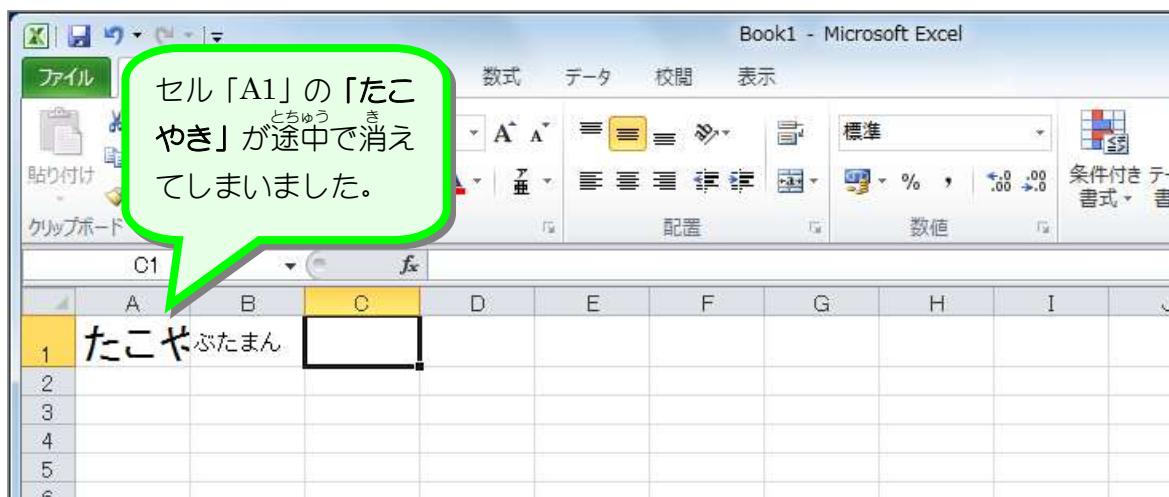 Book1 - Microsoft Excel
ファイル 数式 データ 校閲 表示
セル「A1」の「たこ
とちゅう き
やき」が途中で消え
てしまいました。
A A 標準
貼り付け
亜 % , .00 .0
条件付き
書式
クリップボード 配置 数値
C1 fx
A B C D E F G H I
1 たこや ぶたまん
2
3
4
5